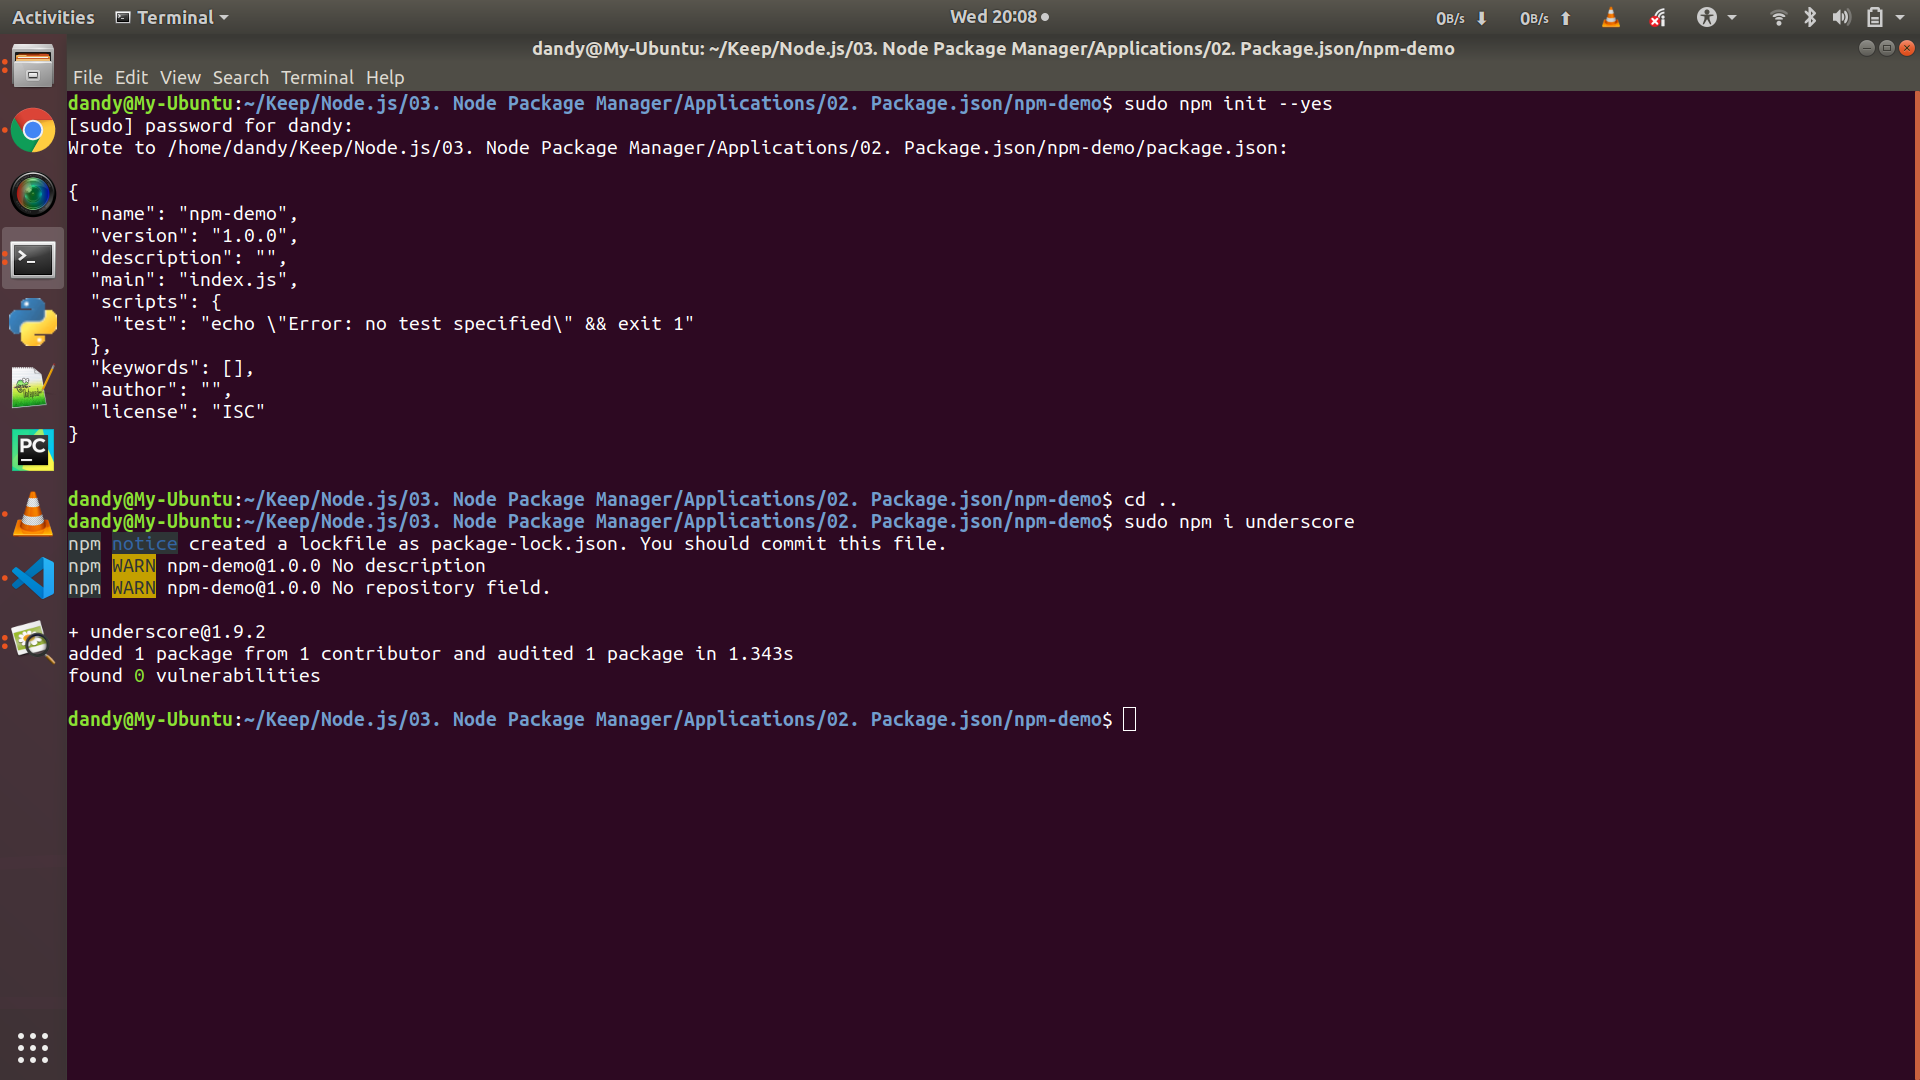 Activities Terminal Wed 20:08 0B/s 0B/s
dandy@My-Ubuntu: ~/Keep/Node.js/03. Node Package Manager/Applications/02. Package.json/npm-demo
File Edit View Search Terminal Help
dandy@My-Ubuntu:~/Keep/Node.js/03. Node Package Manager/Applications/02. Package.json/npm-demo$ sudo npm init --yes
[sudo] password for dandy:
Wrote to /home/dandy/Keep/Node.js/03. Node Package Manager/Applications/02. Package.json/npm-demo/package.json:
{
  "name": "npm-demo",
  "version": "1.0.0",
  "description": "",
  "main": "index.js",
  "scripts": {
    "test": "echo \"Error: no test specified\" && exit 1"
  },
  "keywords": [],
  "author": "",
  "license": "ISC"
}
dandy@My-Ubuntu:~/Keep/Node.js/03. Node Package Manager/Applications/02. Package.json/npm-demo$ cd ..
dandy@My-Ubuntu:~/Keep/Node.js/03. Node Package Manager/Applications/02. Package.json/npm-demo$ sudo npm i underscore
npm notice created a lockfile as package-lock.json. You should commit this file.
npm WARN npm-demo@1.0.0 No description
npm WARN npm-demo@1.0.0 No repository field.
+ underscore@1.9.2
added 1 package from 1 contributor and audited 1 package in 1.343s
found 0 vulnerabilities
dandy@My-Ubuntu:~/Keep/Node.js/03. Node Package Manager/Applications/02. Package.json/npm-demo$
PC